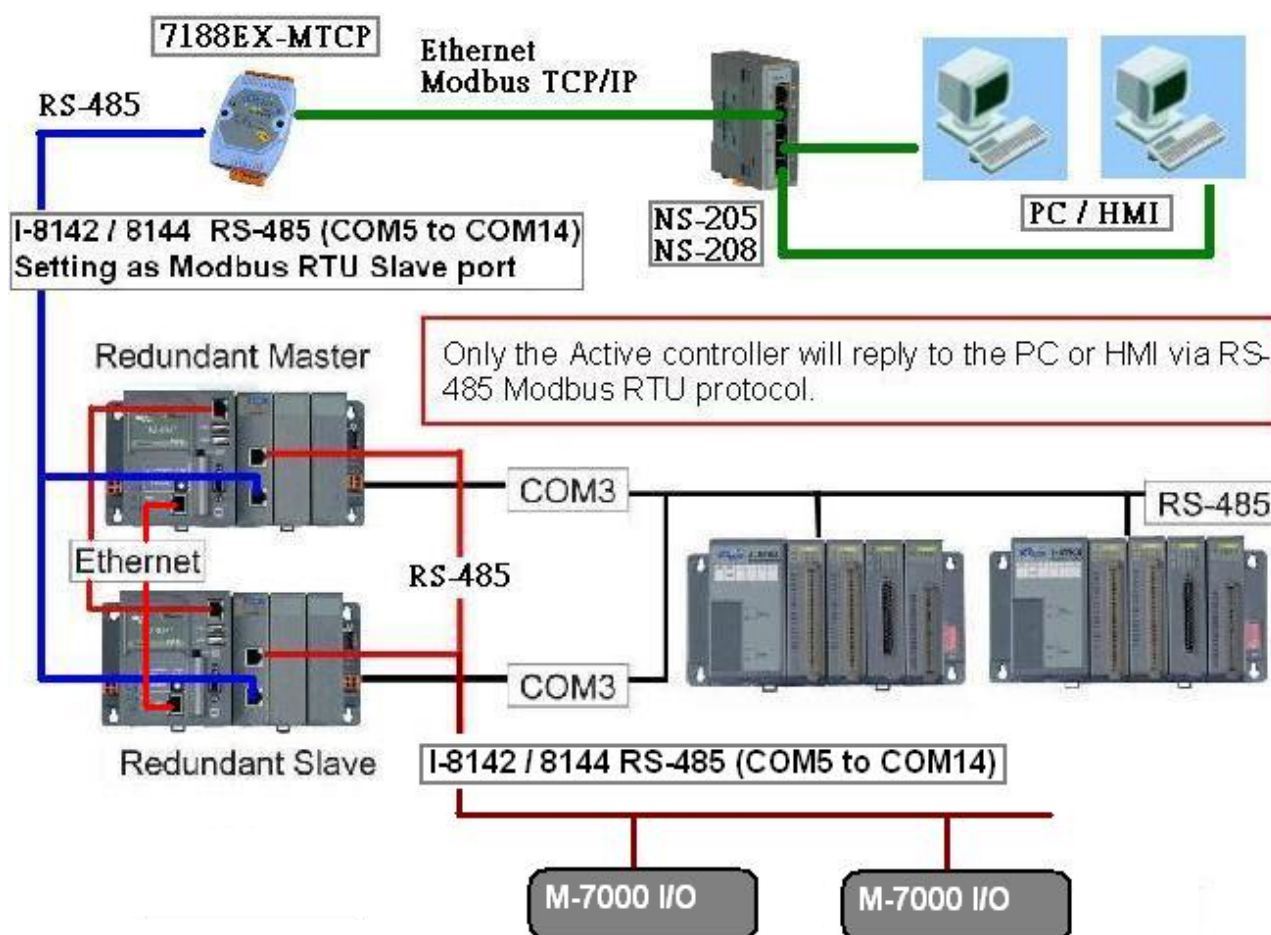 7188EX-MTCP
Ethernet
Modbus TCP/IP
RS-485
I-8142 / 8144 RS-485 (COM5 to COM14)
Setting as Modbus RTU Slave port
NS-205
NS-208
PC / HMI
Redundant Master
Only the Active controller will reply to the PC or HMI via RS-
485 Modbus RTU protocol.
COM3
RS-485
Ethernet
RS-485
COM3
Redundant Slave
I-8142 / 8144 RS-485 (COM5 to COM14)
M-7000 I/O
M-7000 I/O